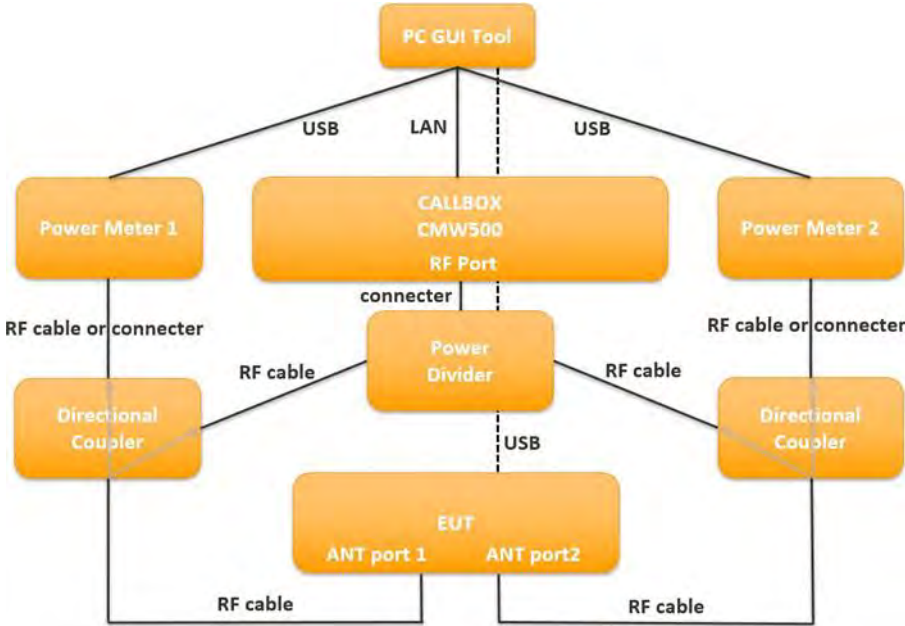 PC GUI Tool
USB
LAN
USB
Power Meter 1
CALLBOX
CMW500
RF Port
Power Meter 2
connecter
RF cable or connecter
RF cable or connecter
Power
Divider
RF cable
RF cable
Directional
Coupler
Directional
Coupler
USB
EUT
ANT port 1
ANT port2
RF cable
RF cable